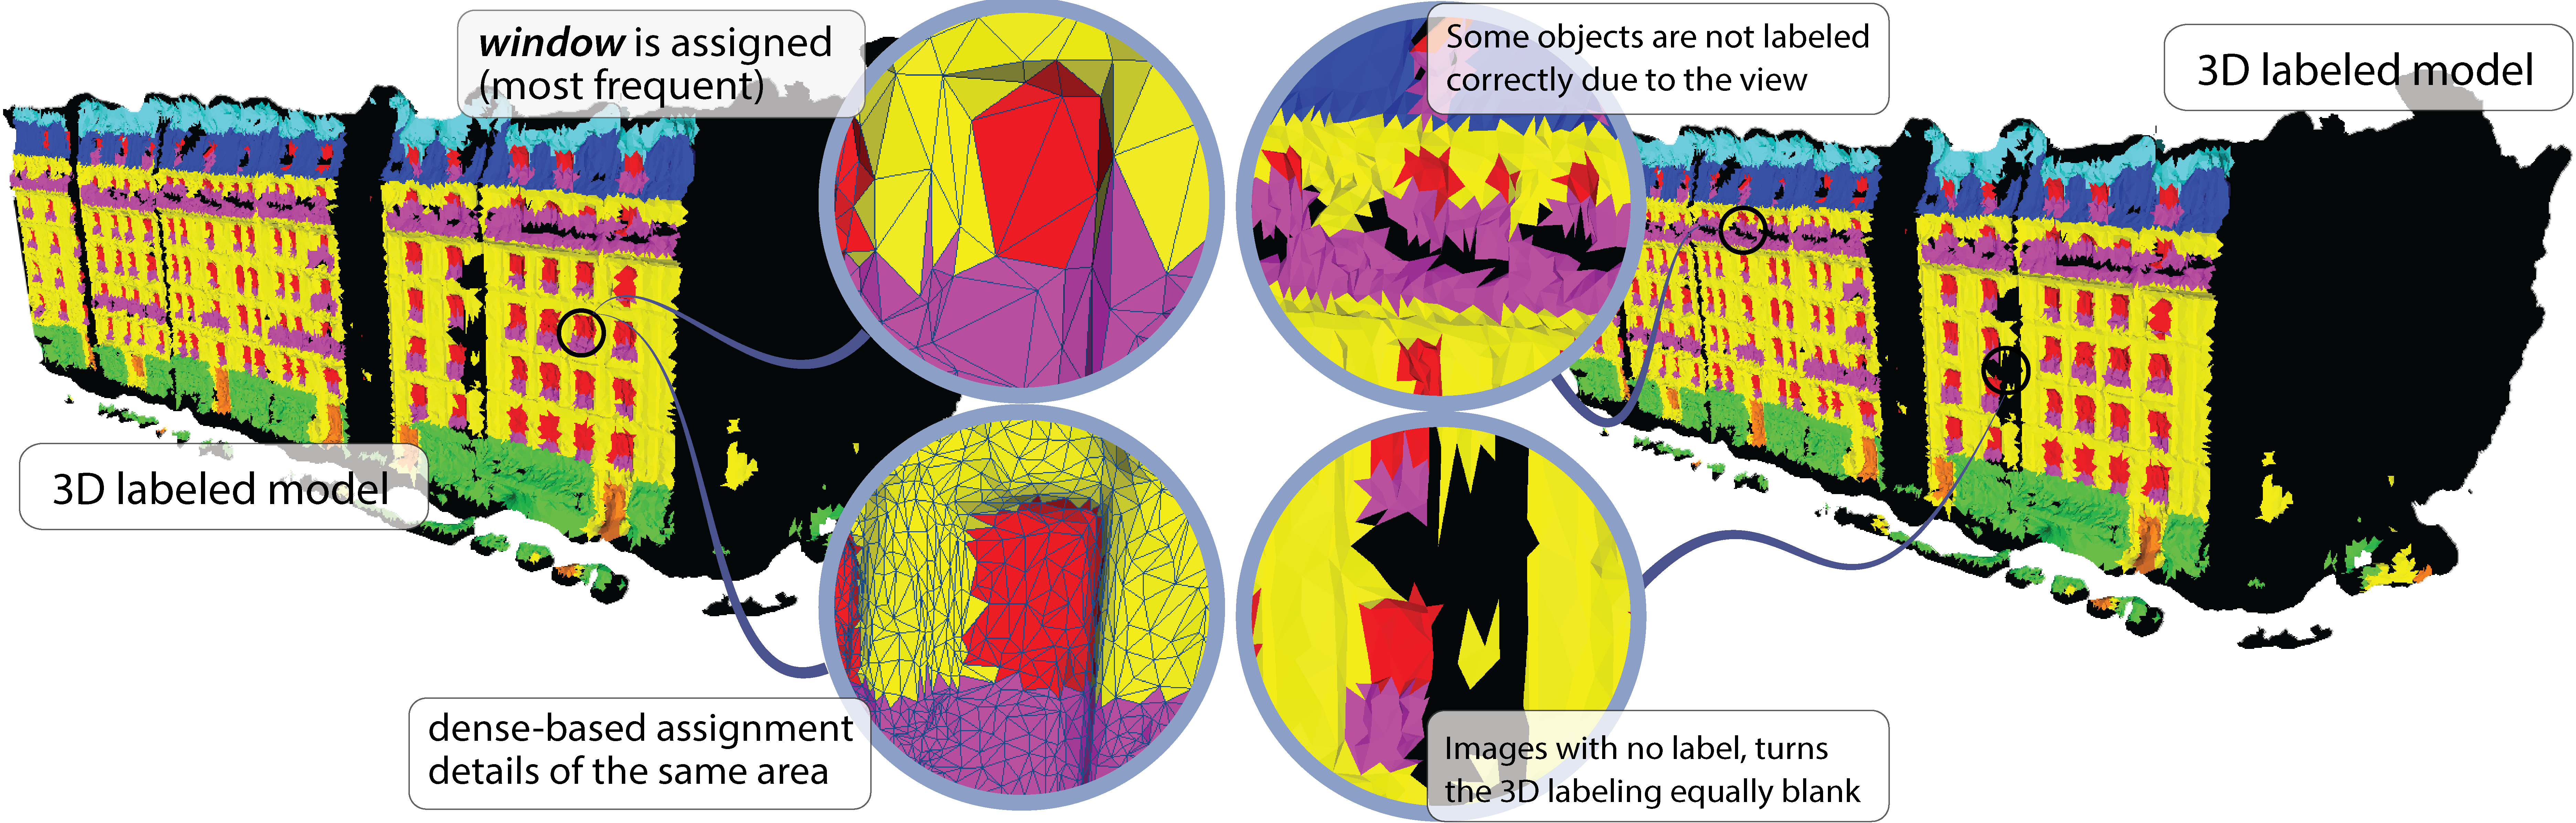 window is assigned
(most frequent)
Some objects are not labeled
correctly due to the view
3D labeled model
3D labeled model
dense-based assignment
details of the same area
Images with no label, turns
the 3D labeling equally blank